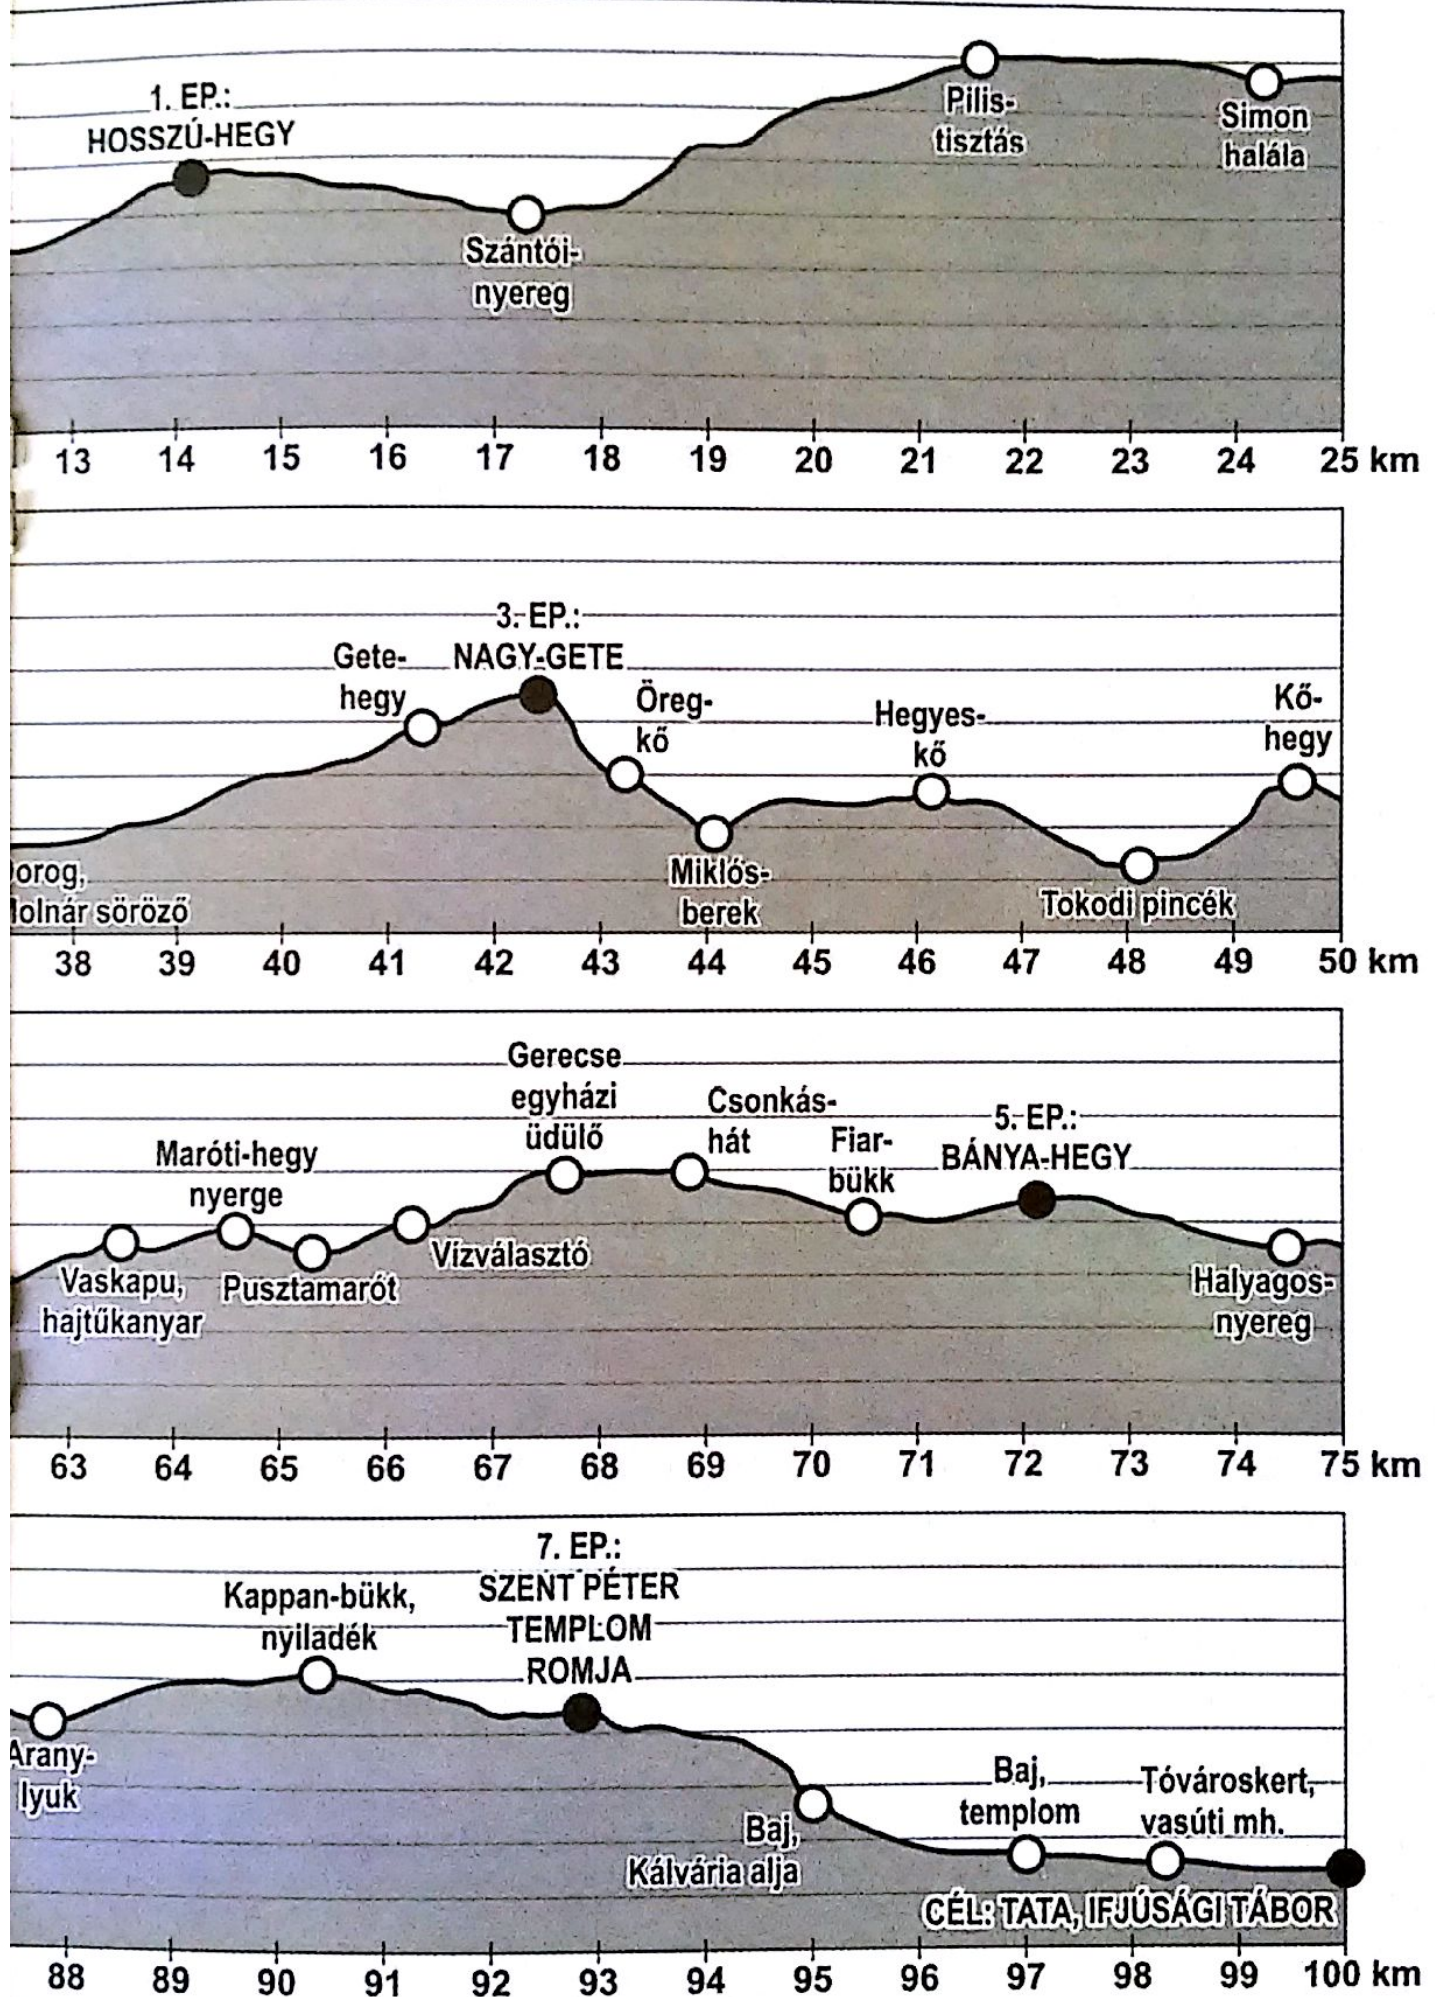 1. EP.:
HOSSZÚ-HEGY
Szántói-
nyereg
Pilis-
tisztás
Simon
halála
13 14 15 16 17 18 19 20 21 22 23 24 25 km
3. EP.:
NAGY-GETE
Gete-
hegy
Öreg-
kő
Hegyes-
kő
Kő-
hegy
orog,
olnár söröző
Miklós-
berek
Tokodi pincék
38 39 40 41 42 43 44 45 46 47 48 49 50 km
Gerecse
egyházi
üdülő
Csonkás-
hát
Fiar-
bükk
5. EP.:
BÁNYA-HEGY
Maróti-hegy
nyerge
Vaskapu,
hajtűkanyar
Pusztamarót
Vízválasztó
Halyagos-
nyereg
63 64 65 66 67 68 69 70 71 72 73 74 75 km
7. EP.:
SZENT PÉTER
TEMPLOM
ROMJA
Kappan-bükk,
nyiladék
Arany-
lyuk
Baj,
Kálvária alja
Baj,
templom
Tóvároskert,
vasúti mh.
CÉL: TATA, IFJÚSÁGI TÁBOR
88 89 90 91 92 93 94 95 96 97 98 99 100 km